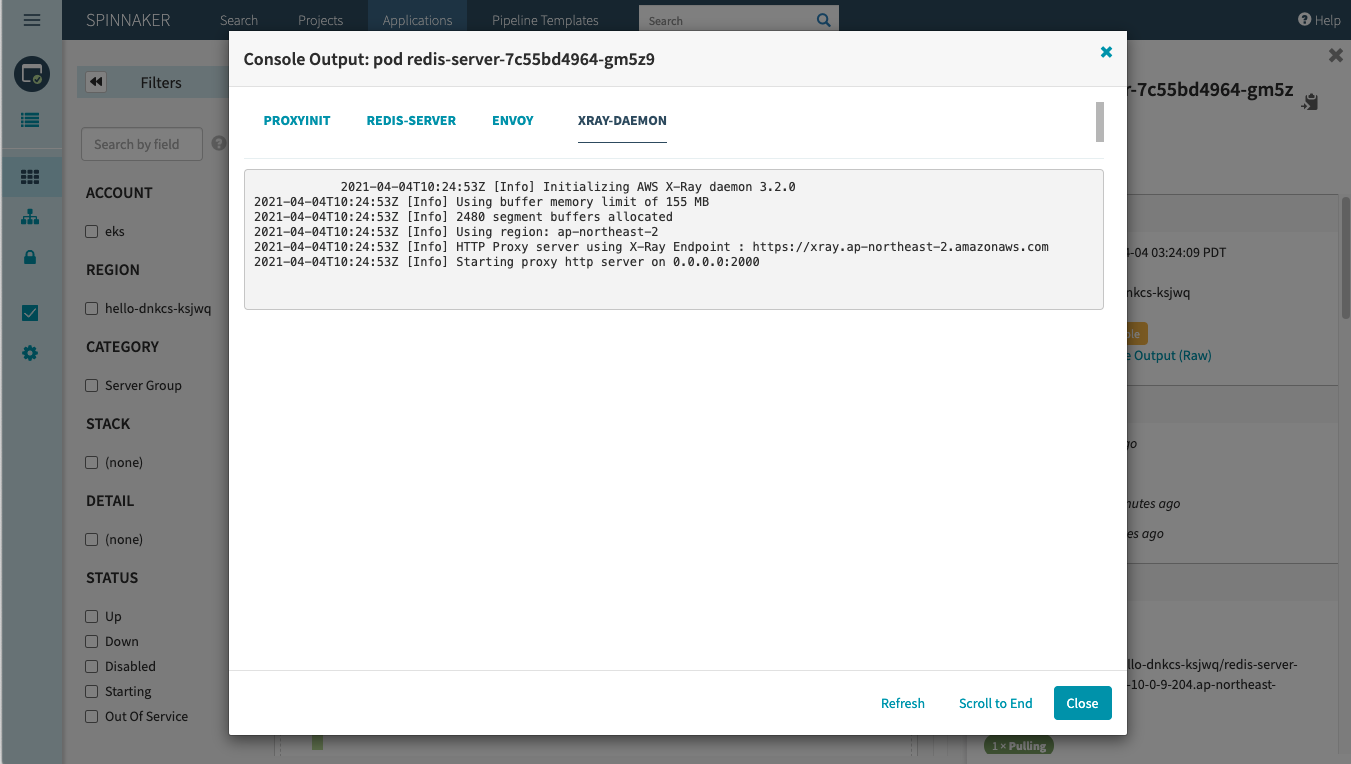 SPINNAKER Search Projects Applications Pipeline Templates Search Help
Console Output: pod redis-server-7c55bd4964-gm5z9
PROXYINIT REDIS-SERVER ENVOY XRAY-DAEMON
2021-04-04T10:24:53Z [Info] Initializing AWS X-Ray daemon 3.2.0
2021-04-04T10:24:53Z [Info] Using buffer memory limit of 155 MB
2021-04-04T10:24:53Z [Info] 2480 segment buffers allocated
2021-04-04T10:24:53Z [Info] Using region: ap-northeast-2
2021-04-04T10:24:53Z [Info] HTTP Proxy server using X-Ray Endpoint : https://xray.ap-northeast-2.amazonaws.com
2021-04-04T10:24:53Z [Info] Starting proxy http server on 0.0.0.0:2000
Refresh Scroll to End Close
Filters
Search by field
ACCOUNT
eks
REGION
hello-dnkcs-ksjwq
CATEGORY
Server Group
STACK
(none)
DETAIL
(none)
STATUS
Up
Down
Disabled
Starting
Out Of Service
r-7c55bd4964-gm5z
-04 03:24:09 PDT
nkcs-ksjwq
Output (Raw)
go
nutes ago
es ago
llo-dnkcs-ksjwq/redis-server-
-10-0-9-204.ap-northeast-
1 × Pulling